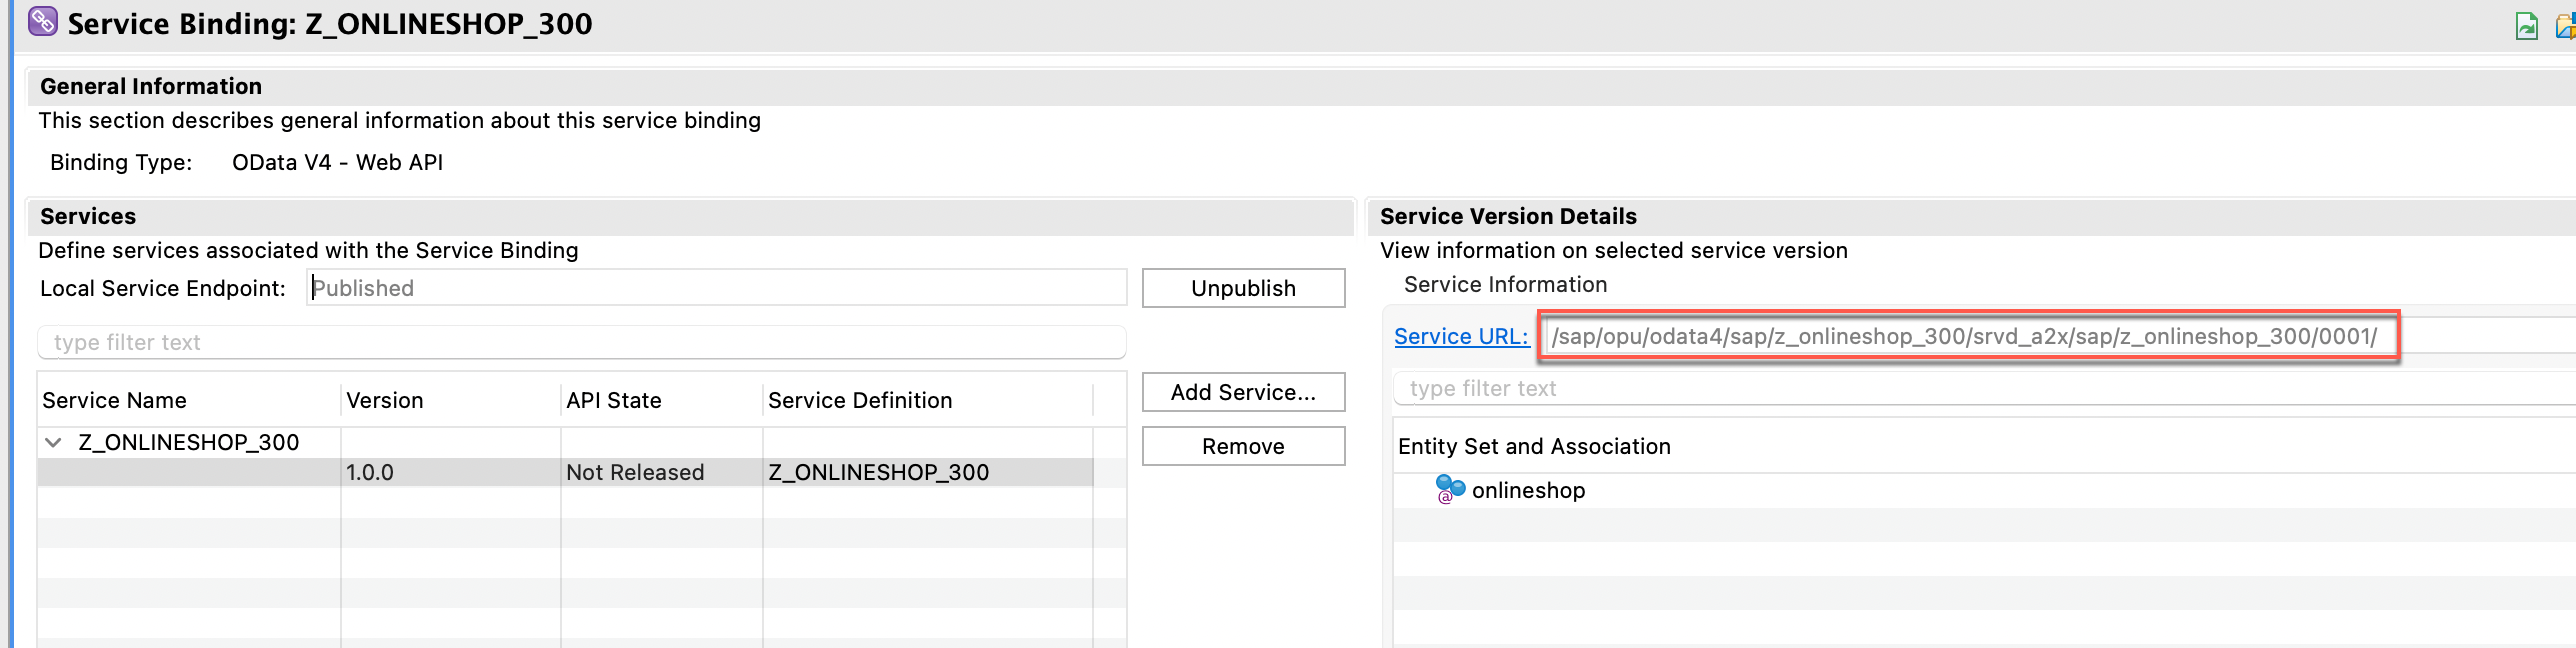 Service Binding: Z_ONLINESHOP_300
General Information
This section describes general information about this service binding
Binding Type: OData V4 - Web API
Services
Define services associated with the Service Binding
Local Service Endpoint: Published Unpublish
type filter text
Service Name Version API State Service Definition Add Service...
Z_ONLINESHOP_300 Remove
1.0.0 Not Released Z_ONLINESHOP_300
Service Version Details
View information on selected service version
Service Information
Service URL: /sap/opu/odata4/sap/z_onlineshop_300/srvd_a2x/sap/z_onlineshop_300/0001/
type filter text
Entity Set and Association
@ onlineshop